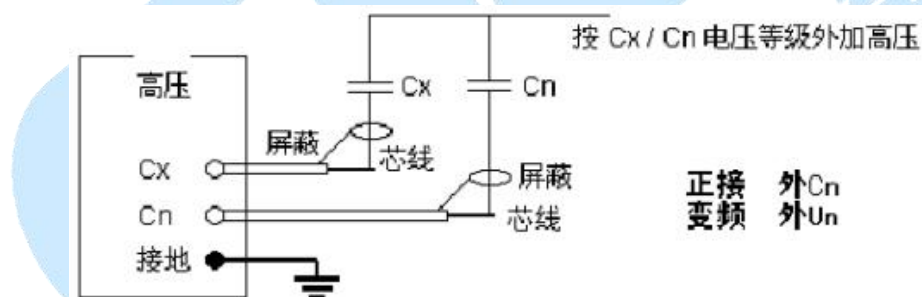 按 Cx / Cn 电压等级外加高压
高压
Cx
Cn
屏蔽
芯线
Cx
屏蔽
正接 外Cn
Cn
芯线
变频 外Un
接地